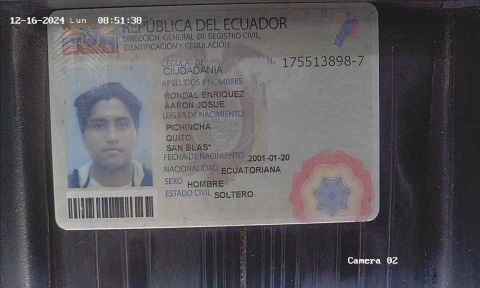 12-16-2024 Lun 08:51:38
REPÚBLICA DEL ECUADOR
DIRECCIÓN GENERAL DE REGISTRO CIVIL,
IDENTIFICACIÓN Y CEDULACIÓN
CÉDULA DE N. 175513898-7
CIUDADANÍA
APELLIDOS Y NOMBRES
RONDAL ENRIQUEZ
AARON JOSUE
LUGAR DE NACIMIENTO
PICHINCHA
QUITO
SAN BLAS*
FECHA DE NACIMIENTO 2001-01-20
NACIONALIDAD ECUATORIANA
SEXO HOMBRE
ESTADO CIVIL SOLTERO
Camera 02